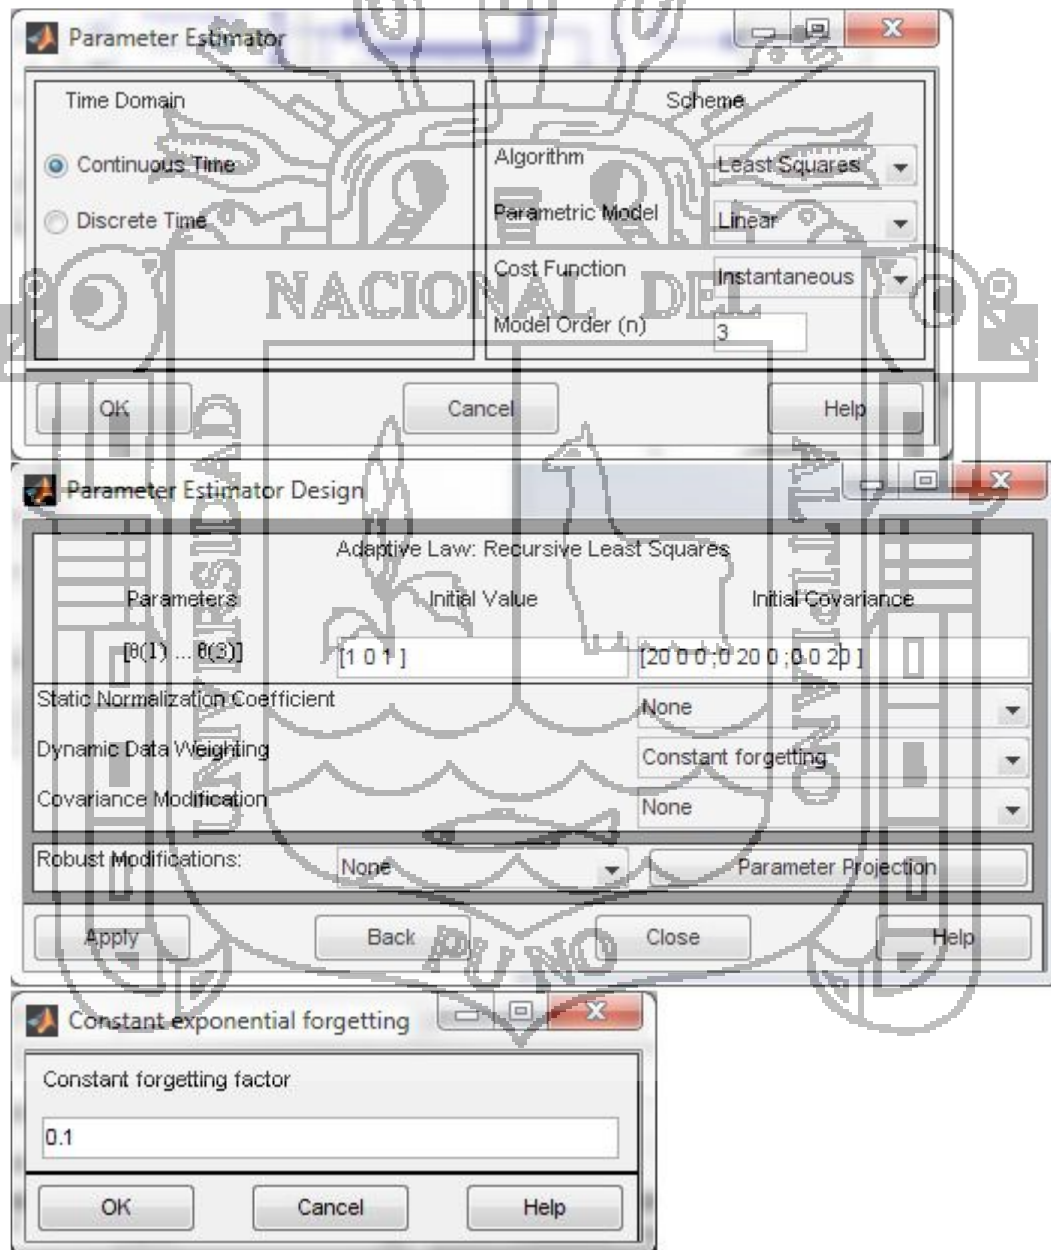 Parameter Estimator
Time Domain
Scheme
Continuous Time
Discrete Time
Algorithm
Least Squares
Parametric Model
Linear
Cost Function
Instantaneous
Model Order (n)
3
OK
Cancel
Help
NACIONAL DEL
Parameter Estimator Design
Adaptive Law: Recursive Least Squares
Parameters
Initial Value
Initial Covariance
[θ(1) ... θ(3)]
[1 0 1 ]
[20 0 0 ;0 20 0 ;0 0 20 ]
Static Normalization Coefficient
None
Dynamic Data Weighting
Constant forgetting
Covariance Modification
None
Robust Modifications:
None
Parameter Projection
Apply
Back
Close
Help
UNIVERSIDAD
ALTIPLANO
PUNO
Constant exponential forgetting
Constant forgetting factor
0.1
OK
Cancel
Help